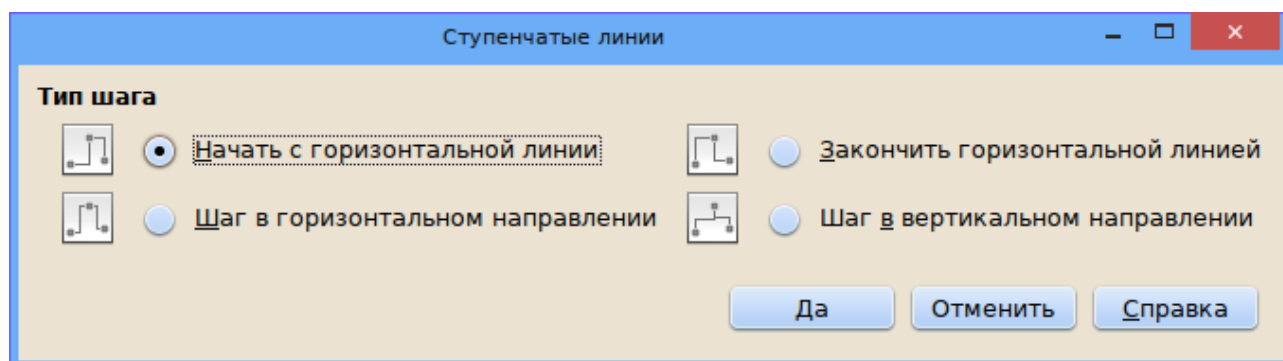 Ступенчатые линии
Тип шага
Начать с горизонтальной линии
Закончить горизонтальной линией
Шаг в горизонтальном направлении
Шаг в вертикальном направлении
Да
Отменить
Справка